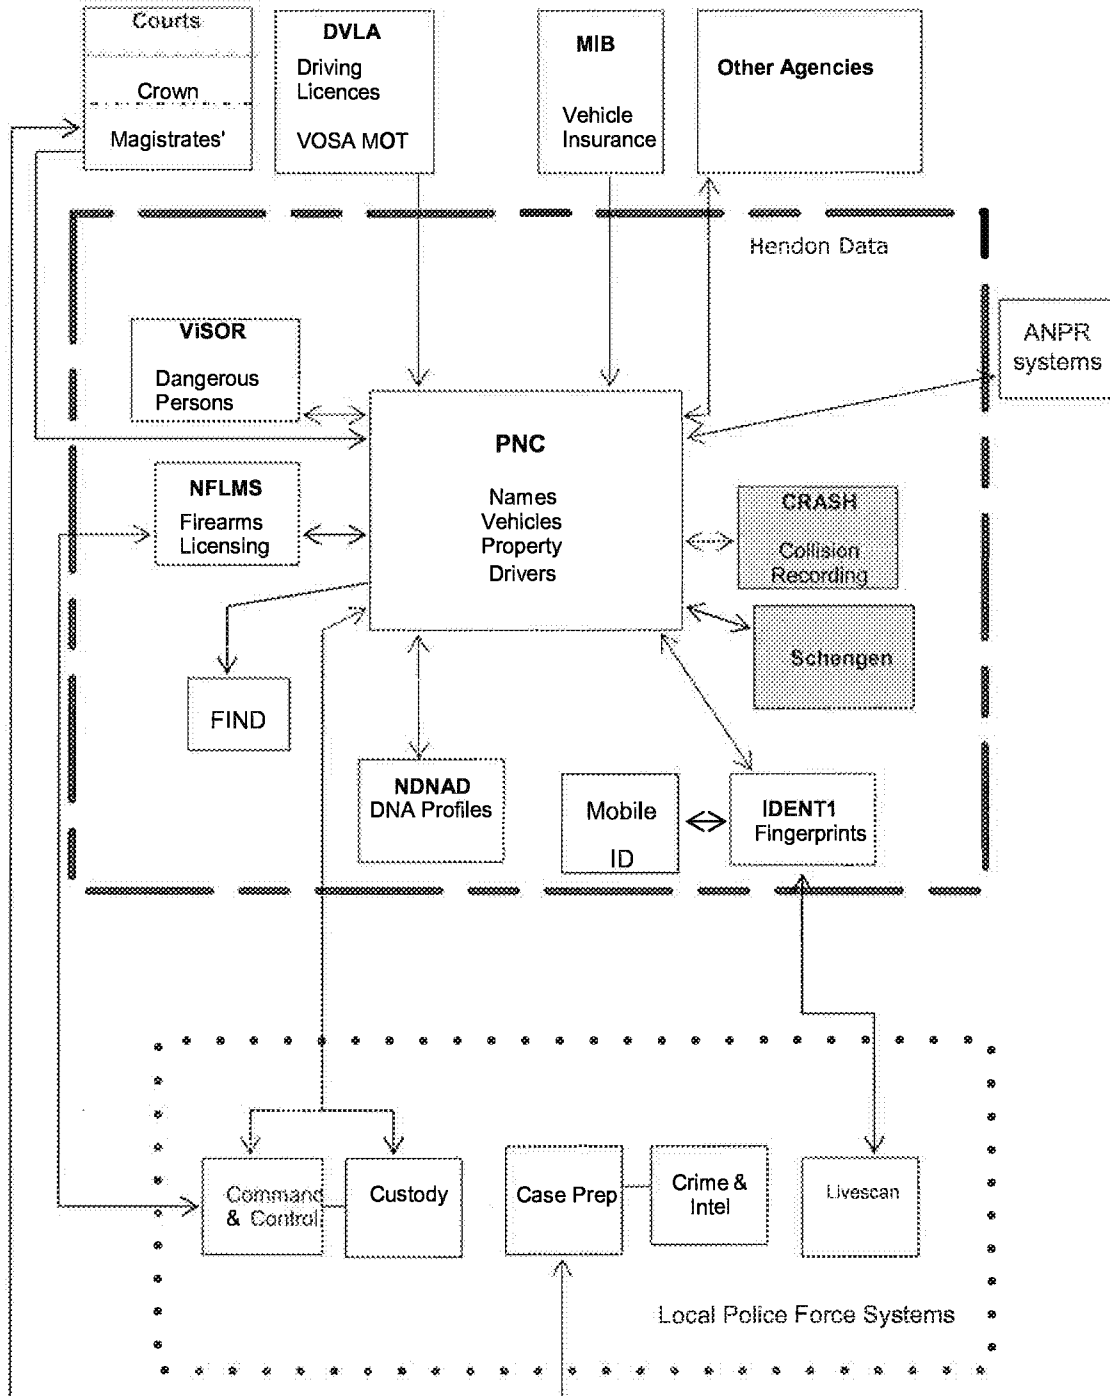 Courts
Crown
Magistrates'
DVLA
Driving
Licences
VOSA MOT
MIB
Vehicle
Insurance
Other Agencies
Hendon Data
ANPR
systems
ViSOR
Dangerous
Persons
PNC
Names
Vehicles
Property
Drivers
NFLMS
Firearms
Licensing
CRASH
Collision
Recording
Schengen
FIND
NDNAD
DNA Profiles
Mobile
ID
IDENT1
Fingerprints
Command
& Control
Custody
Case Prep
Crime &
Intel
Livescan
Local Police Force Systems